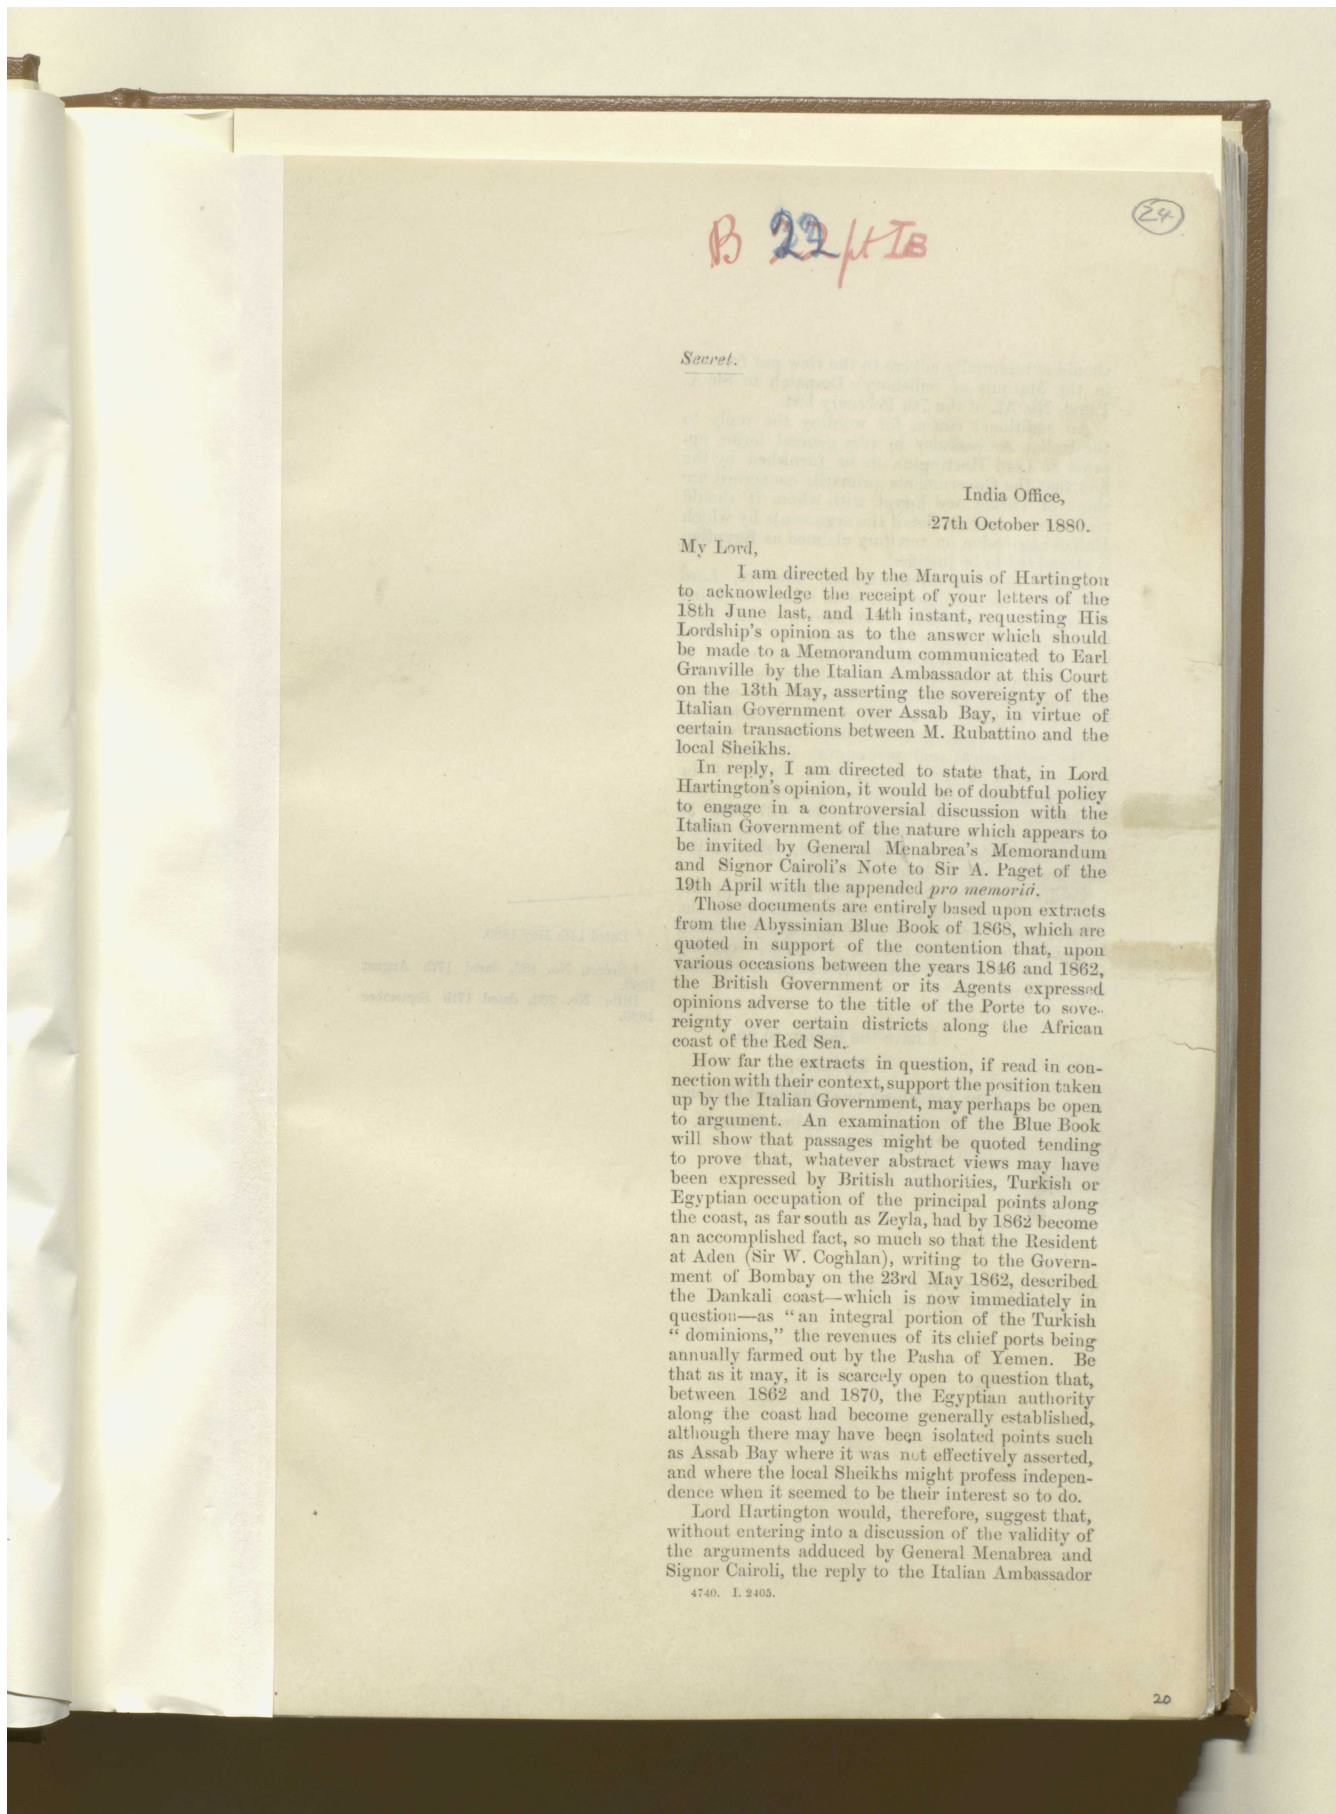 24
B 22 pt IB
Secret.
India Office,
27th October 1880.
My Lord,
I am directed by the Marquis of Hartington
to acknowledge the receipt of your letters of the
18th June last, and 14th instant, requesting His
Lordship's opinion as to the answer which should
be made to a Memorandum communicated to Earl
Granville by the Italian Ambassador at this Court
on the 13th May, asserting the sovereignty of the
Italian Government over Assab Bay, in virtue of
certain transactions between M. Rubattino and the
local Sheikhs.
In reply, I am directed to state that, in Lord
Hartington's opinion, it would be of doubtful policy
to engage in a controversial discussion with the
Italian Government of the nature which appears to
be invited by General Menabrea's Memorandum
and Signor Cairoli's Note to Sir A. Paget of the
19th April with the appended pro memoriâ.
Those documents are entirely based upon extracts
from the Abyssinian Blue Book of 1868, which are
quoted in support of the contention that, upon
various occasions between the years 1846 and 1862,
the British Government or its Agents expressed
opinions adverse to the title of the Porte to sove-
reignty over certain districts along the African
coast of the Red Sea.
How far the extracts in question, if read in con-
nection with their context, support the position taken
up by the Italian Government, may perhaps be open
to argument. An examination of the Blue Book
will show that passages might be quoted tending
to prove that, whatever abstract views may have
been expressed by British authorities, Turkish or
Egyptian occupation of the principal points along
the coast, as far south as Zeyla, had by 1862 become
an accomplished fact, so much so that the Resident
at Aden (Sir W. Coghlan), writing to the Govern-
ment of Bombay on the 23rd May 1862, described
the Dankali coast—which is now immediately in
question—as "an integral portion of the Turkish
" dominions," the revenues of its chief ports being
annually farmed out by the Pasha of Yemen. Be
that as it may, it is scarcely open to question that,
between 1862 and 1870, the Egyptian authority
along the coast had become generally established,
although there may have been isolated points such
as Assab Bay where it was not effectively asserted,
and where the local Sheikhs might profess indepen-
dence when it seemed to be their interest so to do.
Lord Hartington would, therefore, suggest that,
without entering into a discussion of the validity of
the arguments adduced by General Menabrea and
Signor Cairoli, the reply to the Italian Ambassador
4740. I. 2405.
20